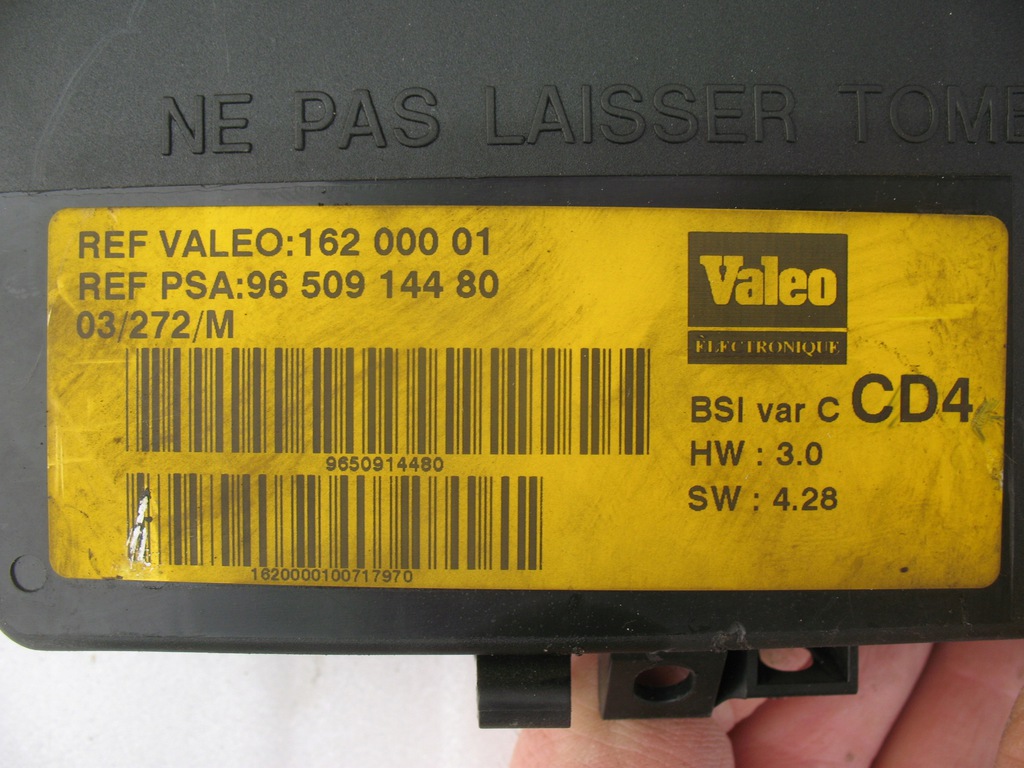 NE PAS LAISSER TOMB
REF VALEO:162 000 01
REF PSA:96 509 144 80
03/272/M
9650914480
1620000100717970
Valeo
ÉLECTRONIQUE
BSI var C CD4
HW : 3.0
SW : 4.28